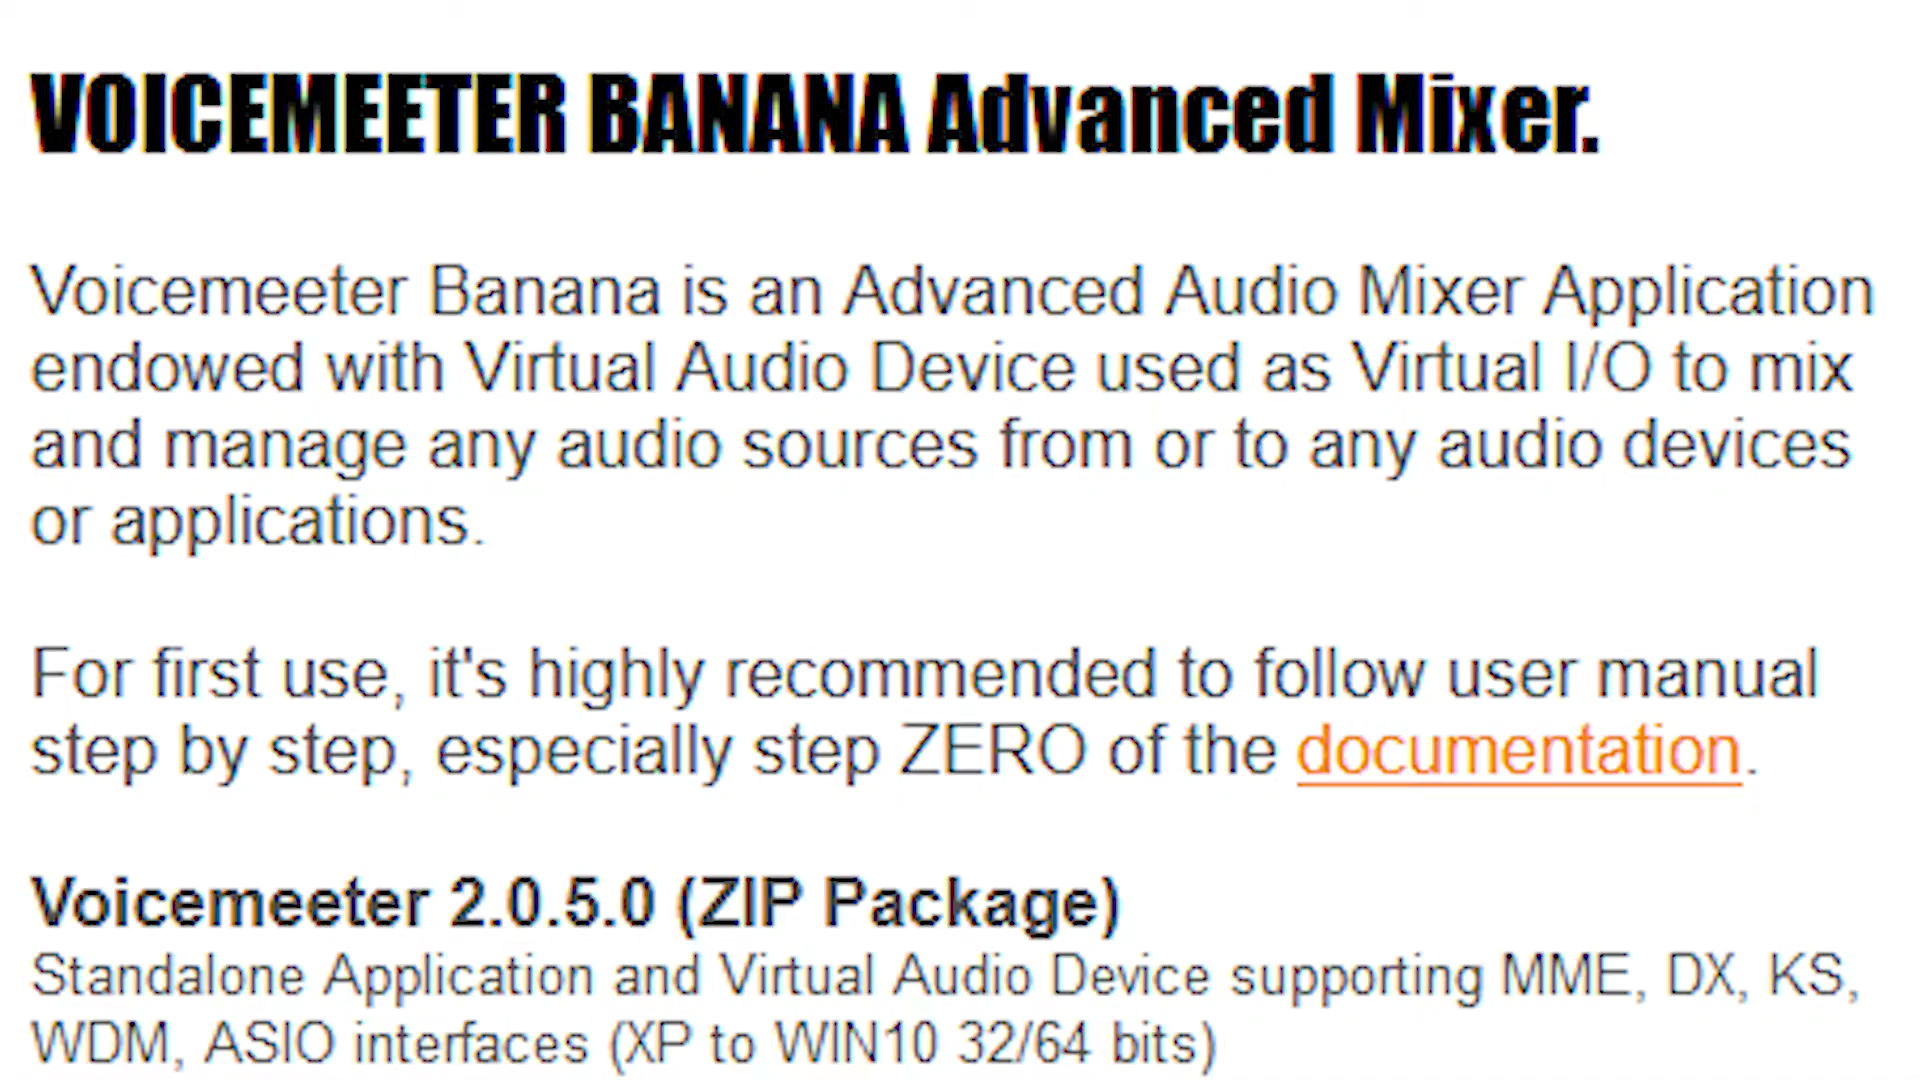 VOICEMEETER BANANA Advanced Mixer.
Voicemeeter Banana is an Advanced Audio Mixer Application
endowed with Virtual Audio Device used as Virtual I/O to mix
and manage any audio sources from or to any audio devices
or applications.
For first use, it's highly recommended to follow user manual
step by step, especially step ZERO of the documentation.
Voicemeeter 2.0.5.0 (ZIP Package)
Standalone Application and Virtual Audio Device supporting MME, DX, KS,
WDM, ASIO interfaces (XP to WIN10 32/64 bits)